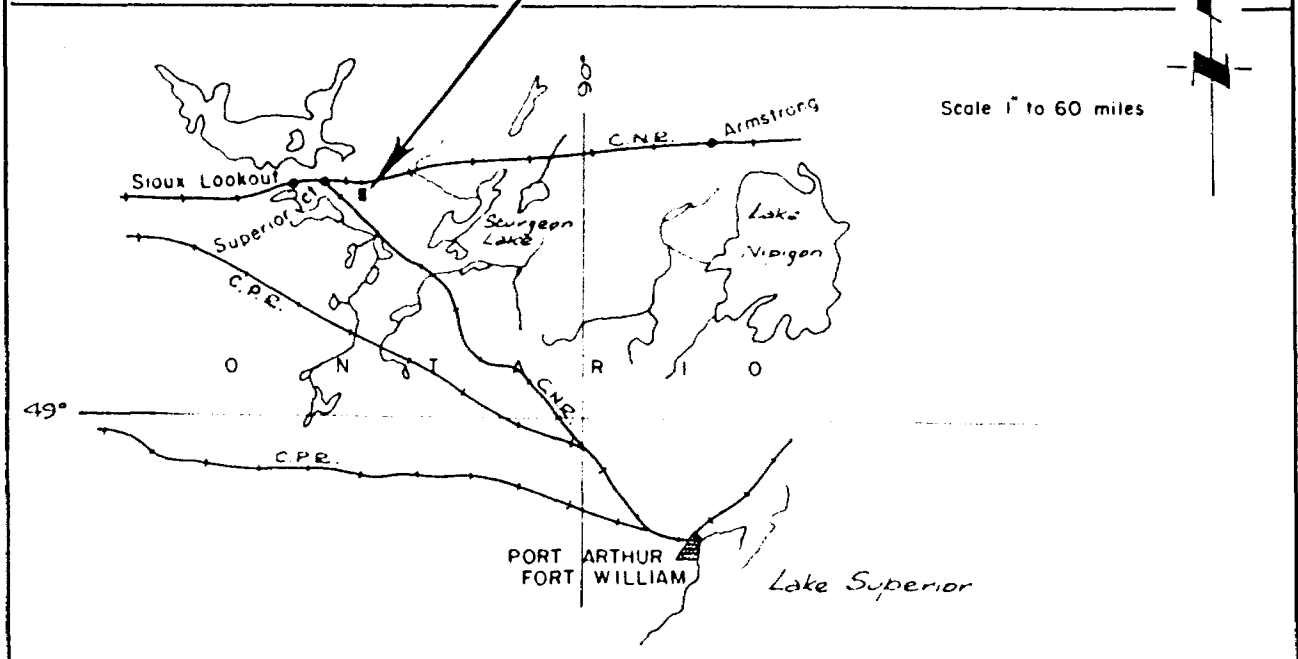 90°
Scale 1" to 60 miles
C.N.R.
Armstrong
Sioux Lookout
Superior Jct
Sturgeon
Lake
Lake
Nipigon
C.P.R.
O N T A R I O
C.N.R.
49°
C.P.R.
PORT ARTHUR
FORT WILLIAM
Lake Superior